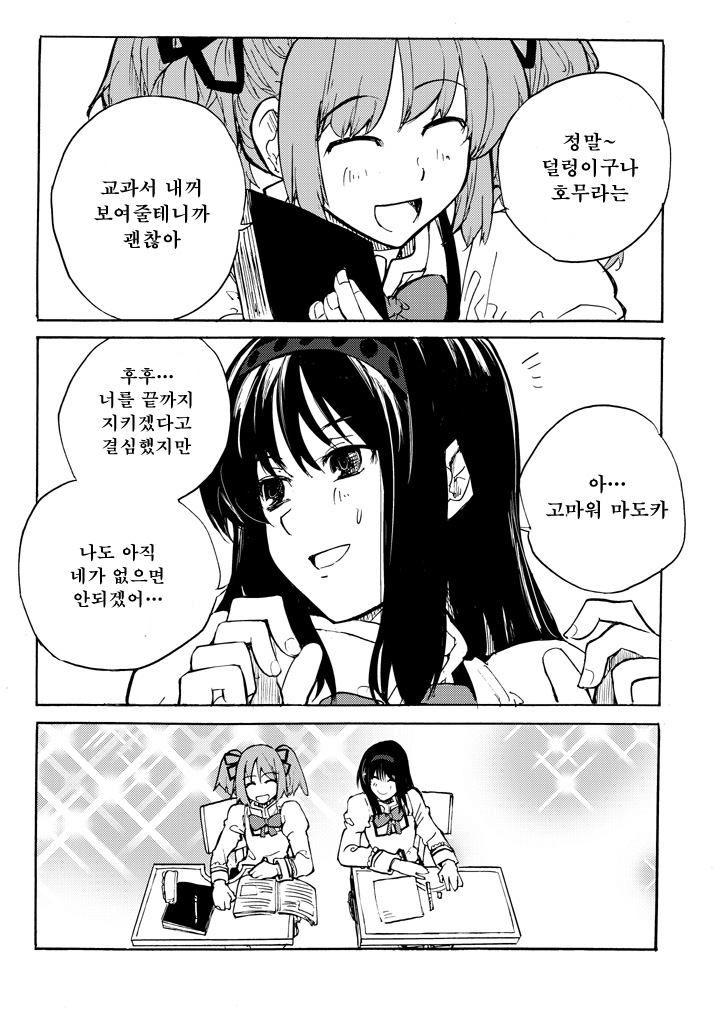 정말~
덜렁이구나
호무라는
교과서 내꺼
보여줄테니까
괜찮아
아…
고마워 마도카
후후…
너를 끝까지
지키겠다고
결심했지만
나도 아직
네가 없으면
안되겠어…